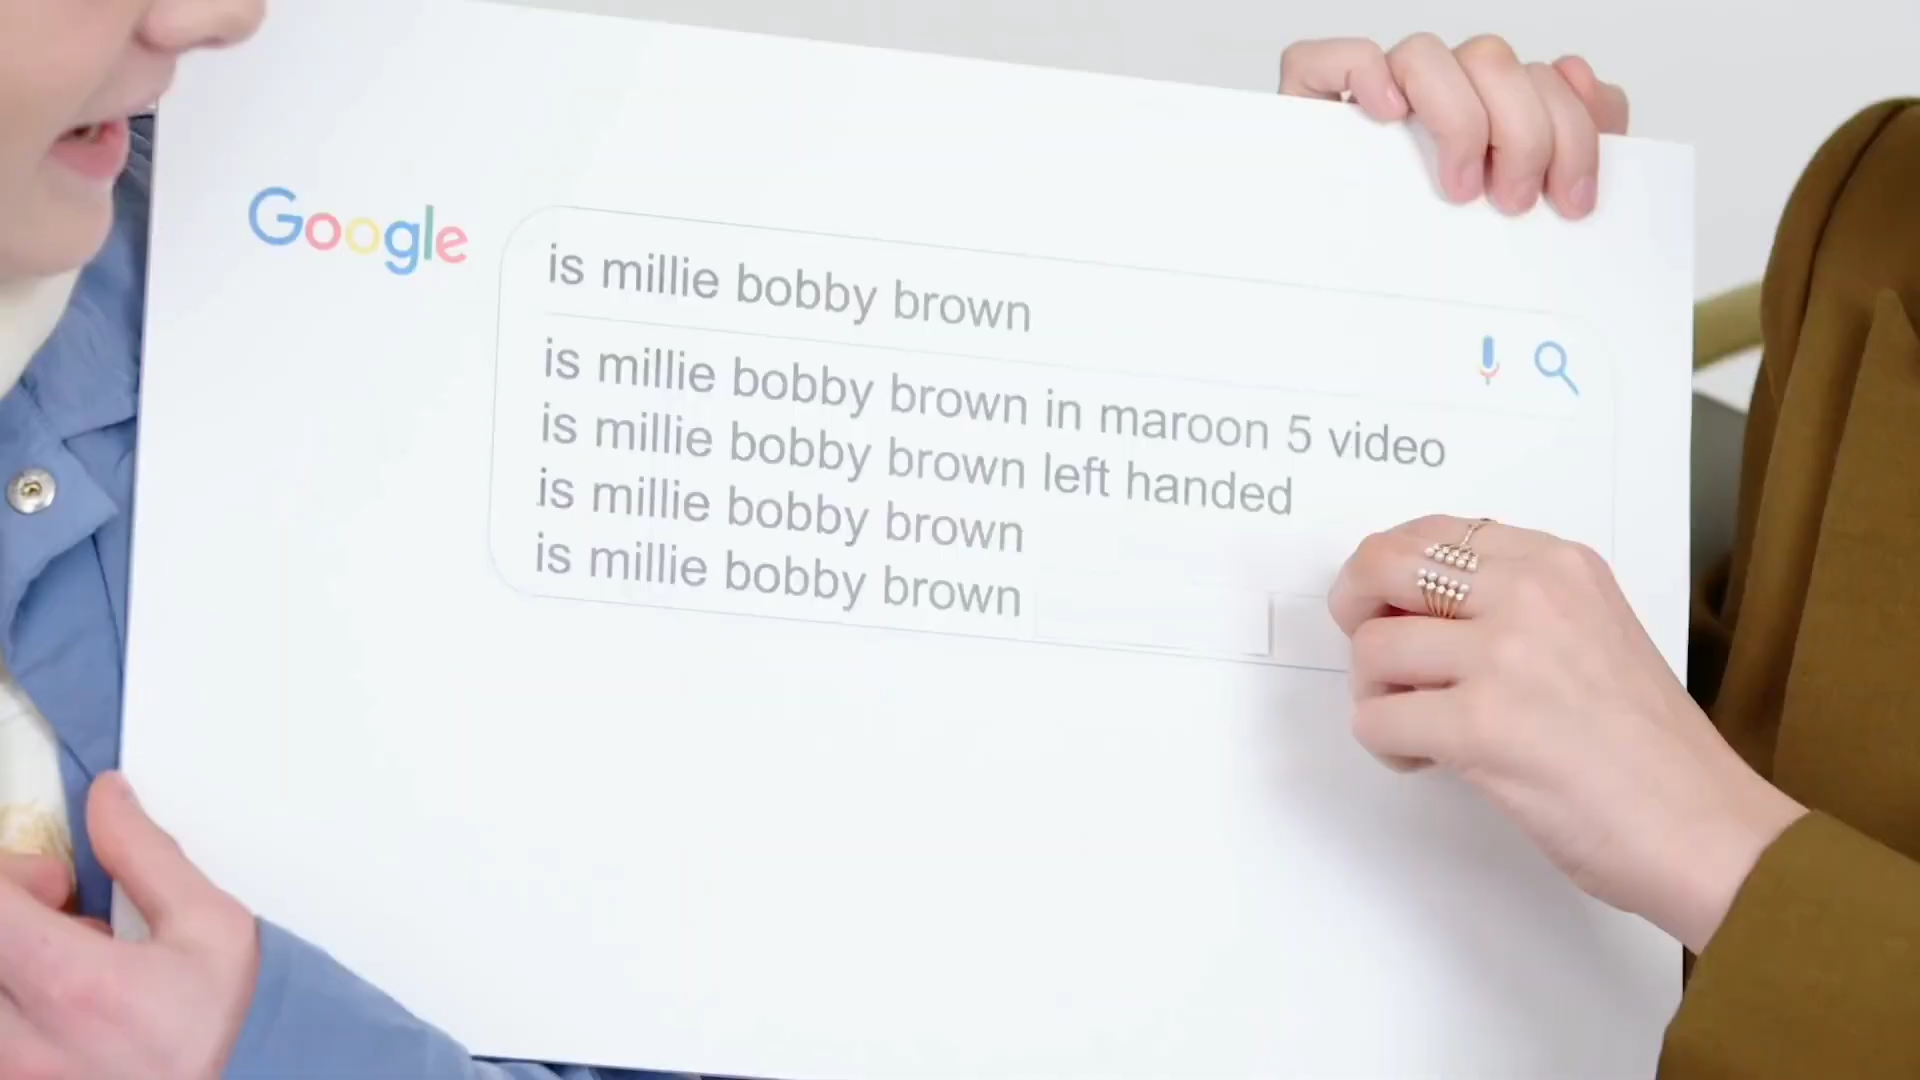 Google
is millie bobby brown
is millie bobby brown in maroon 5 video
is millie bobby brown left handed
is millie bobby brown
is millie bobby brown